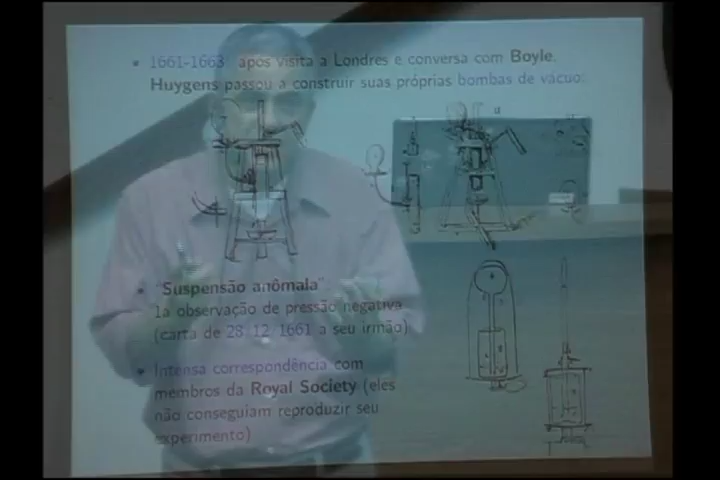 • 1661-1663: após visita a Londres e conversa com Boyle,
Huygens passou a construir suas próprias bombas de vácuo:
• "Suspensão anômala"
1a observação de pressão negativa
(carta de 28/12/1661 a seu irmão)
• Intensa correspondência com
membros da Royal Society (eles
não conseguiam reproduzir seu
experimento)